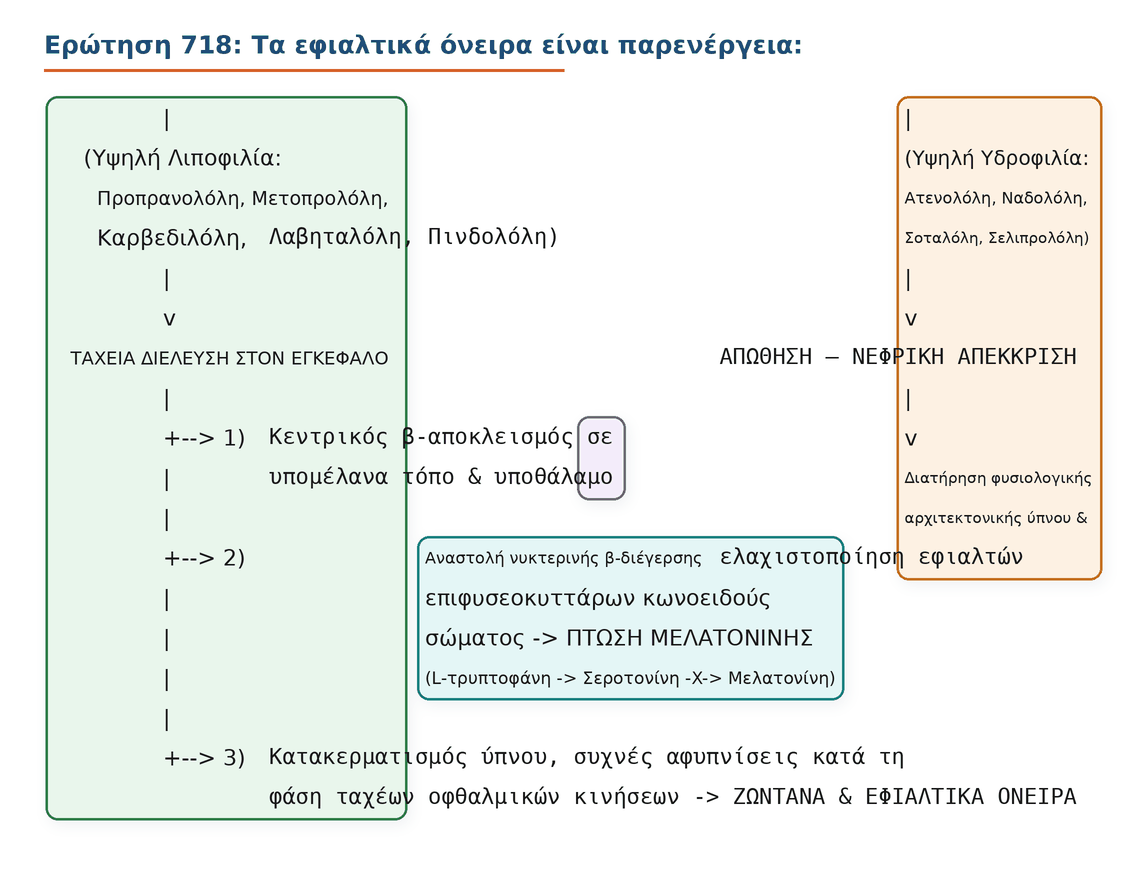 Ερώτηση 718: Τα εφιαλτικά όνειρα είναι παρενέργεια:
| |
(Υψηλή Λιποφιλία: (Υψηλή Υδροφιλία:
Προπρανολόλη, Μετοπρολόλη, Ατενολόλη, Ναδολόλη,
Καρβεδιλόλη, Λαβηταλόλη, Πινδολόλη) Σοταλόλη, Σελιπρολόλη)
| |
v v
ΤΑΧΕΙΑ ΔΙΕΛΕΥΣΗ ΣΤΟΝ ΕΓΚΕΦΑΛΟ ΑΠΩΘΗΣΗ — ΝΕΦΡΙΚΗ ΑΠΕΚΚΡΙΣΗ
| |
+--> 1) Κεντρικός β-αποκλεισμός σε v
| υπομέλανα τόπο & υποθάλαμο Διατήρηση φυσιολογικής
| αρχιτεκτονικής ύπνου &
+--> 2) Αναστολή νυκτερινής β-διέγερσης ελαχιστοποίηση εφιαλτών
| επιφυσεοκυττάρων κωνοειδούς
| σώματος -> ΠΤΩΣΗ ΜΕΛΑΤΟΝΙΝΗΣ
| (L-τρυπτοφάνη -> Σεροτονίνη -X-> Μελατονίνη)
|
+--> 3) Κατακερματισμός ύπνου, συχνές αφυπνίσεις κατά τη
φάση ταχέων οφθαλμικών κινήσεων -> ΖΩΝΤΑΝΑ & ΕΦΙΑΛΤΙΚΑ ΟΝΕΙΡΑ